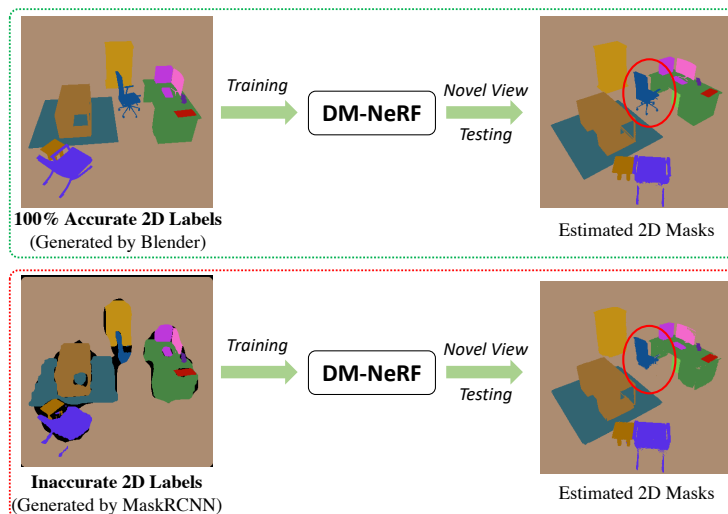 Training
DM-NeRF
Novel View
Testing
100% Accurate 2D Labels
(Generated by Blender)
Estimated 2D Masks
Training
DM-NeRF
Novel View
Testing
Inaccurate 2D Labels
(Generated by MaskRCNN)
Estimated 2D Masks